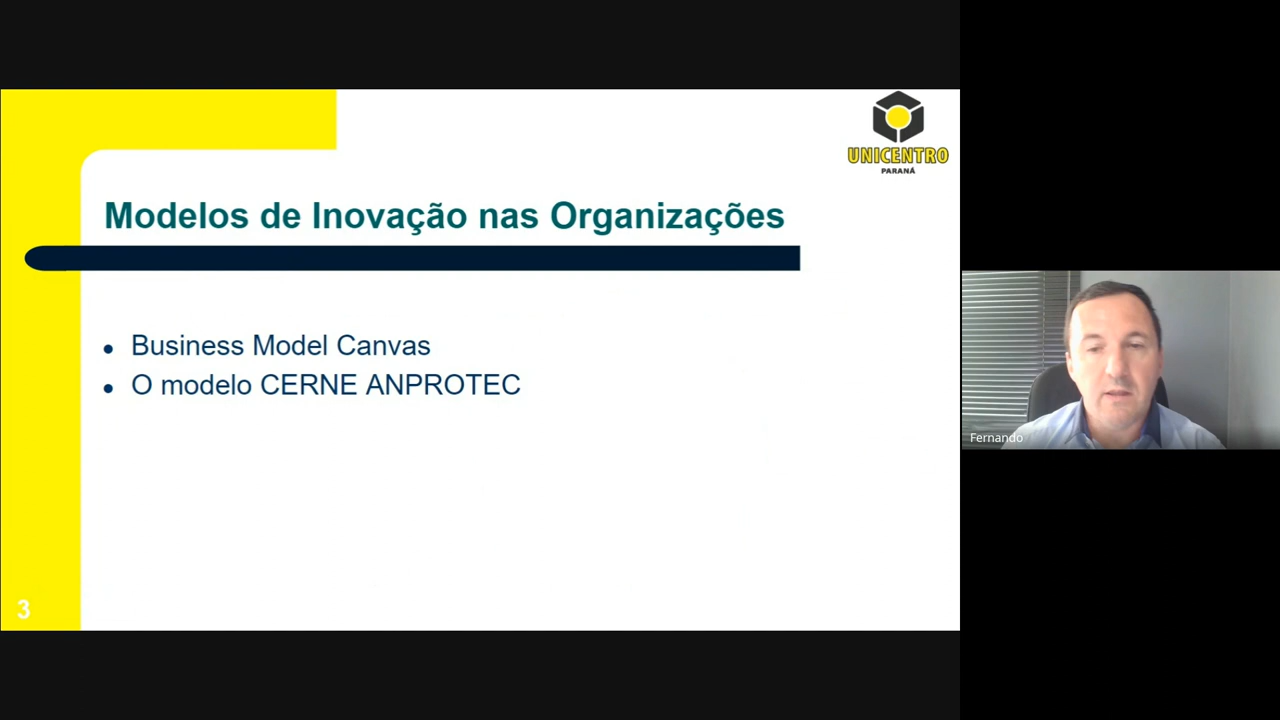 UNICENTRO
PARANÁ
Modelos de Inovação nas Organizações
Business Model Canvas
O modelo CERNE ANPROTEC
Fernando
3